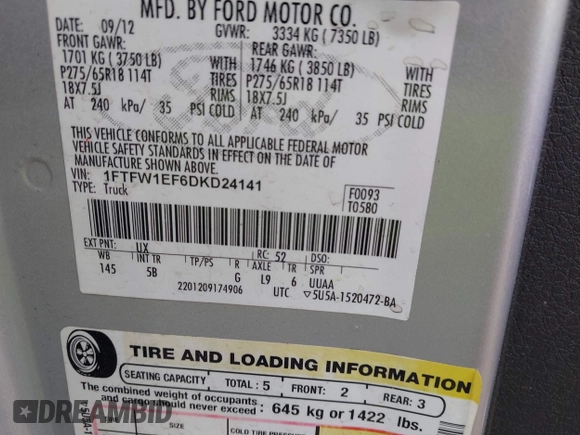 MFD. BY FORD MOTOR CO.
DATE: 09/12 GVWR: 3334 KG ( 7350 LB)
FRONT GAWR: REAR GAWR:
1701 KG ( 3750 LB) WITH 1746 KG ( 3850 LB) WITH
P275/65R18 114T TIRES P275/65R18 114T TIRES
18X7.5J RIMS 18X7.5J RIMS
AT 240 kPa/ 35 PSI COLD AT 240 kPa/ 35 PSI COLD
THIS VEHICLE CONFORMS TO ALL APPLICABLE FEDERAL MOTOR
VEHICLE SAFETY STANDARDS IN EFFECT ON THE DATE OF
MANUFACTURE SHOWN ABOVE.
VIN: 1FTFW1EF6DKD24141
TYPE: Truck
F0093
T0580
EXT PNT: UX RC: 52 DSO:
WB INT TR TP/PS R AXLE TR SPR
145 5B G L9 6 UUAA
2201209174906 UTC ▽5U5A-1520472-BA
TIRE AND LOADING INFORMATION
SEATING CAPACITY TOTAL : 5 FRONT: 2 REAR: 3
The combined weight of occupants
and cargo should never exceed : 645 kg or 1422 lbs.
SIZE COLD TIRE PRESSURE
DREAMBID